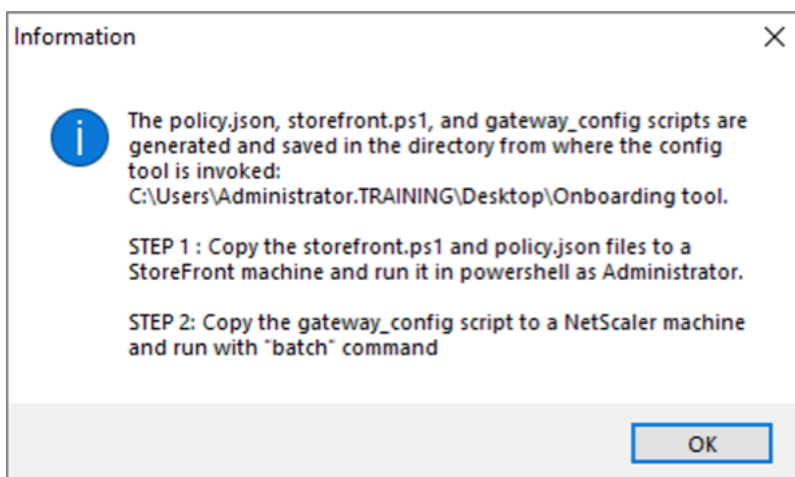 Information
The policy.json, storefront.ps1, and gateway_config scripts are
generated and saved in the directory from where the config
tool is invoked:
C:\Users\Administrator.TRAINING\Desktop\Onboarding tool.
STEP 1 : Copy the storefront.ps1 and policy.json files to a
StoreFront machine and run it in powershell as Administrator.
STEP 2: Copy the gateway_config script to a NetScaler machine
and run with "batch" command
OK